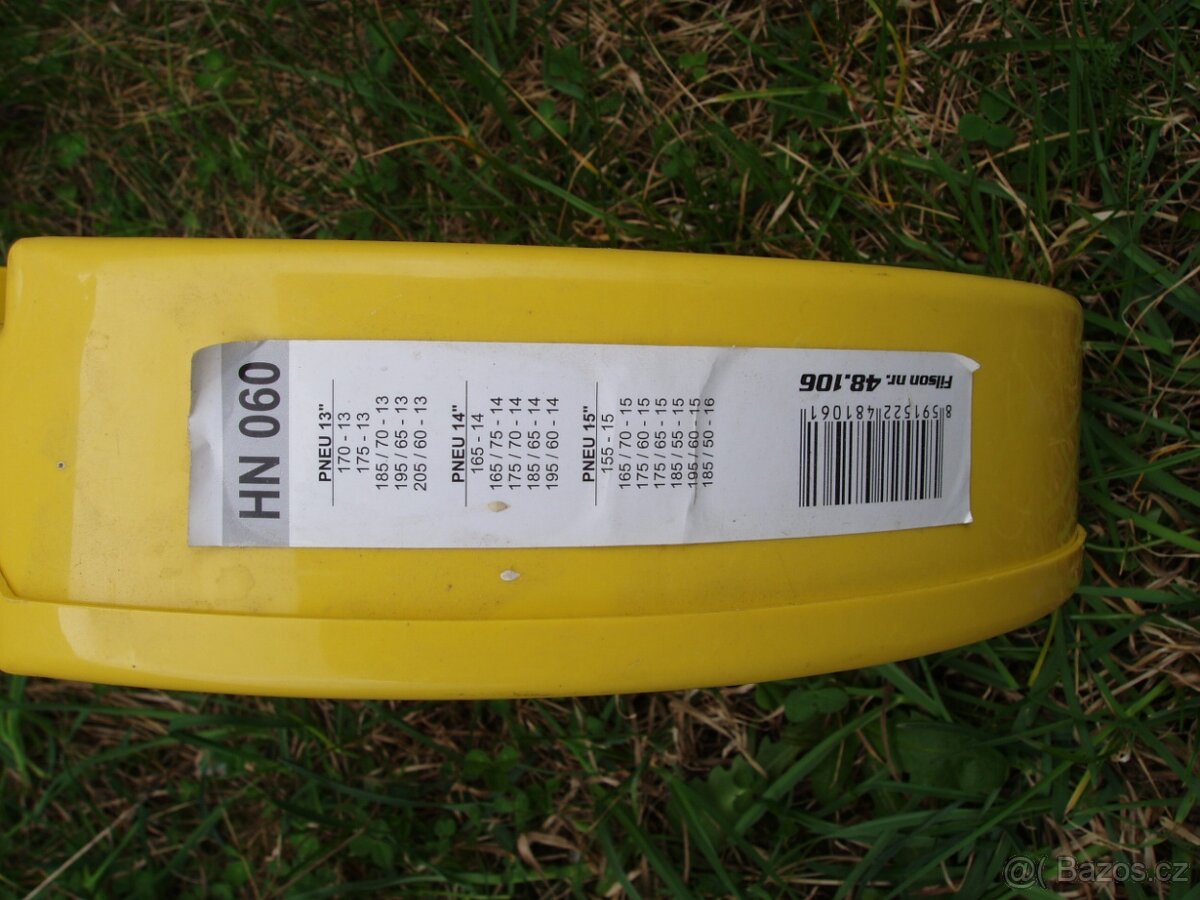 HN 060
PNEU 13"
170 - 13
175 - 13
185 / 70 - 13
195 / 65 - 13
205 / 60 - 13
PNEU 14"
165 - 14
165 / 75 - 14
175 / 70 - 14
185 / 65 - 14
195 / 60 - 14
PNEU 15"
155 - 15
165 / 70 - 15
175 / 60 - 15
175 / 65 - 15
185 / 55 - 15
195 / 60 - 15
185 / 50 - 16
Filson nr. 48.106
8 591522 481061
@( Bazos.cz